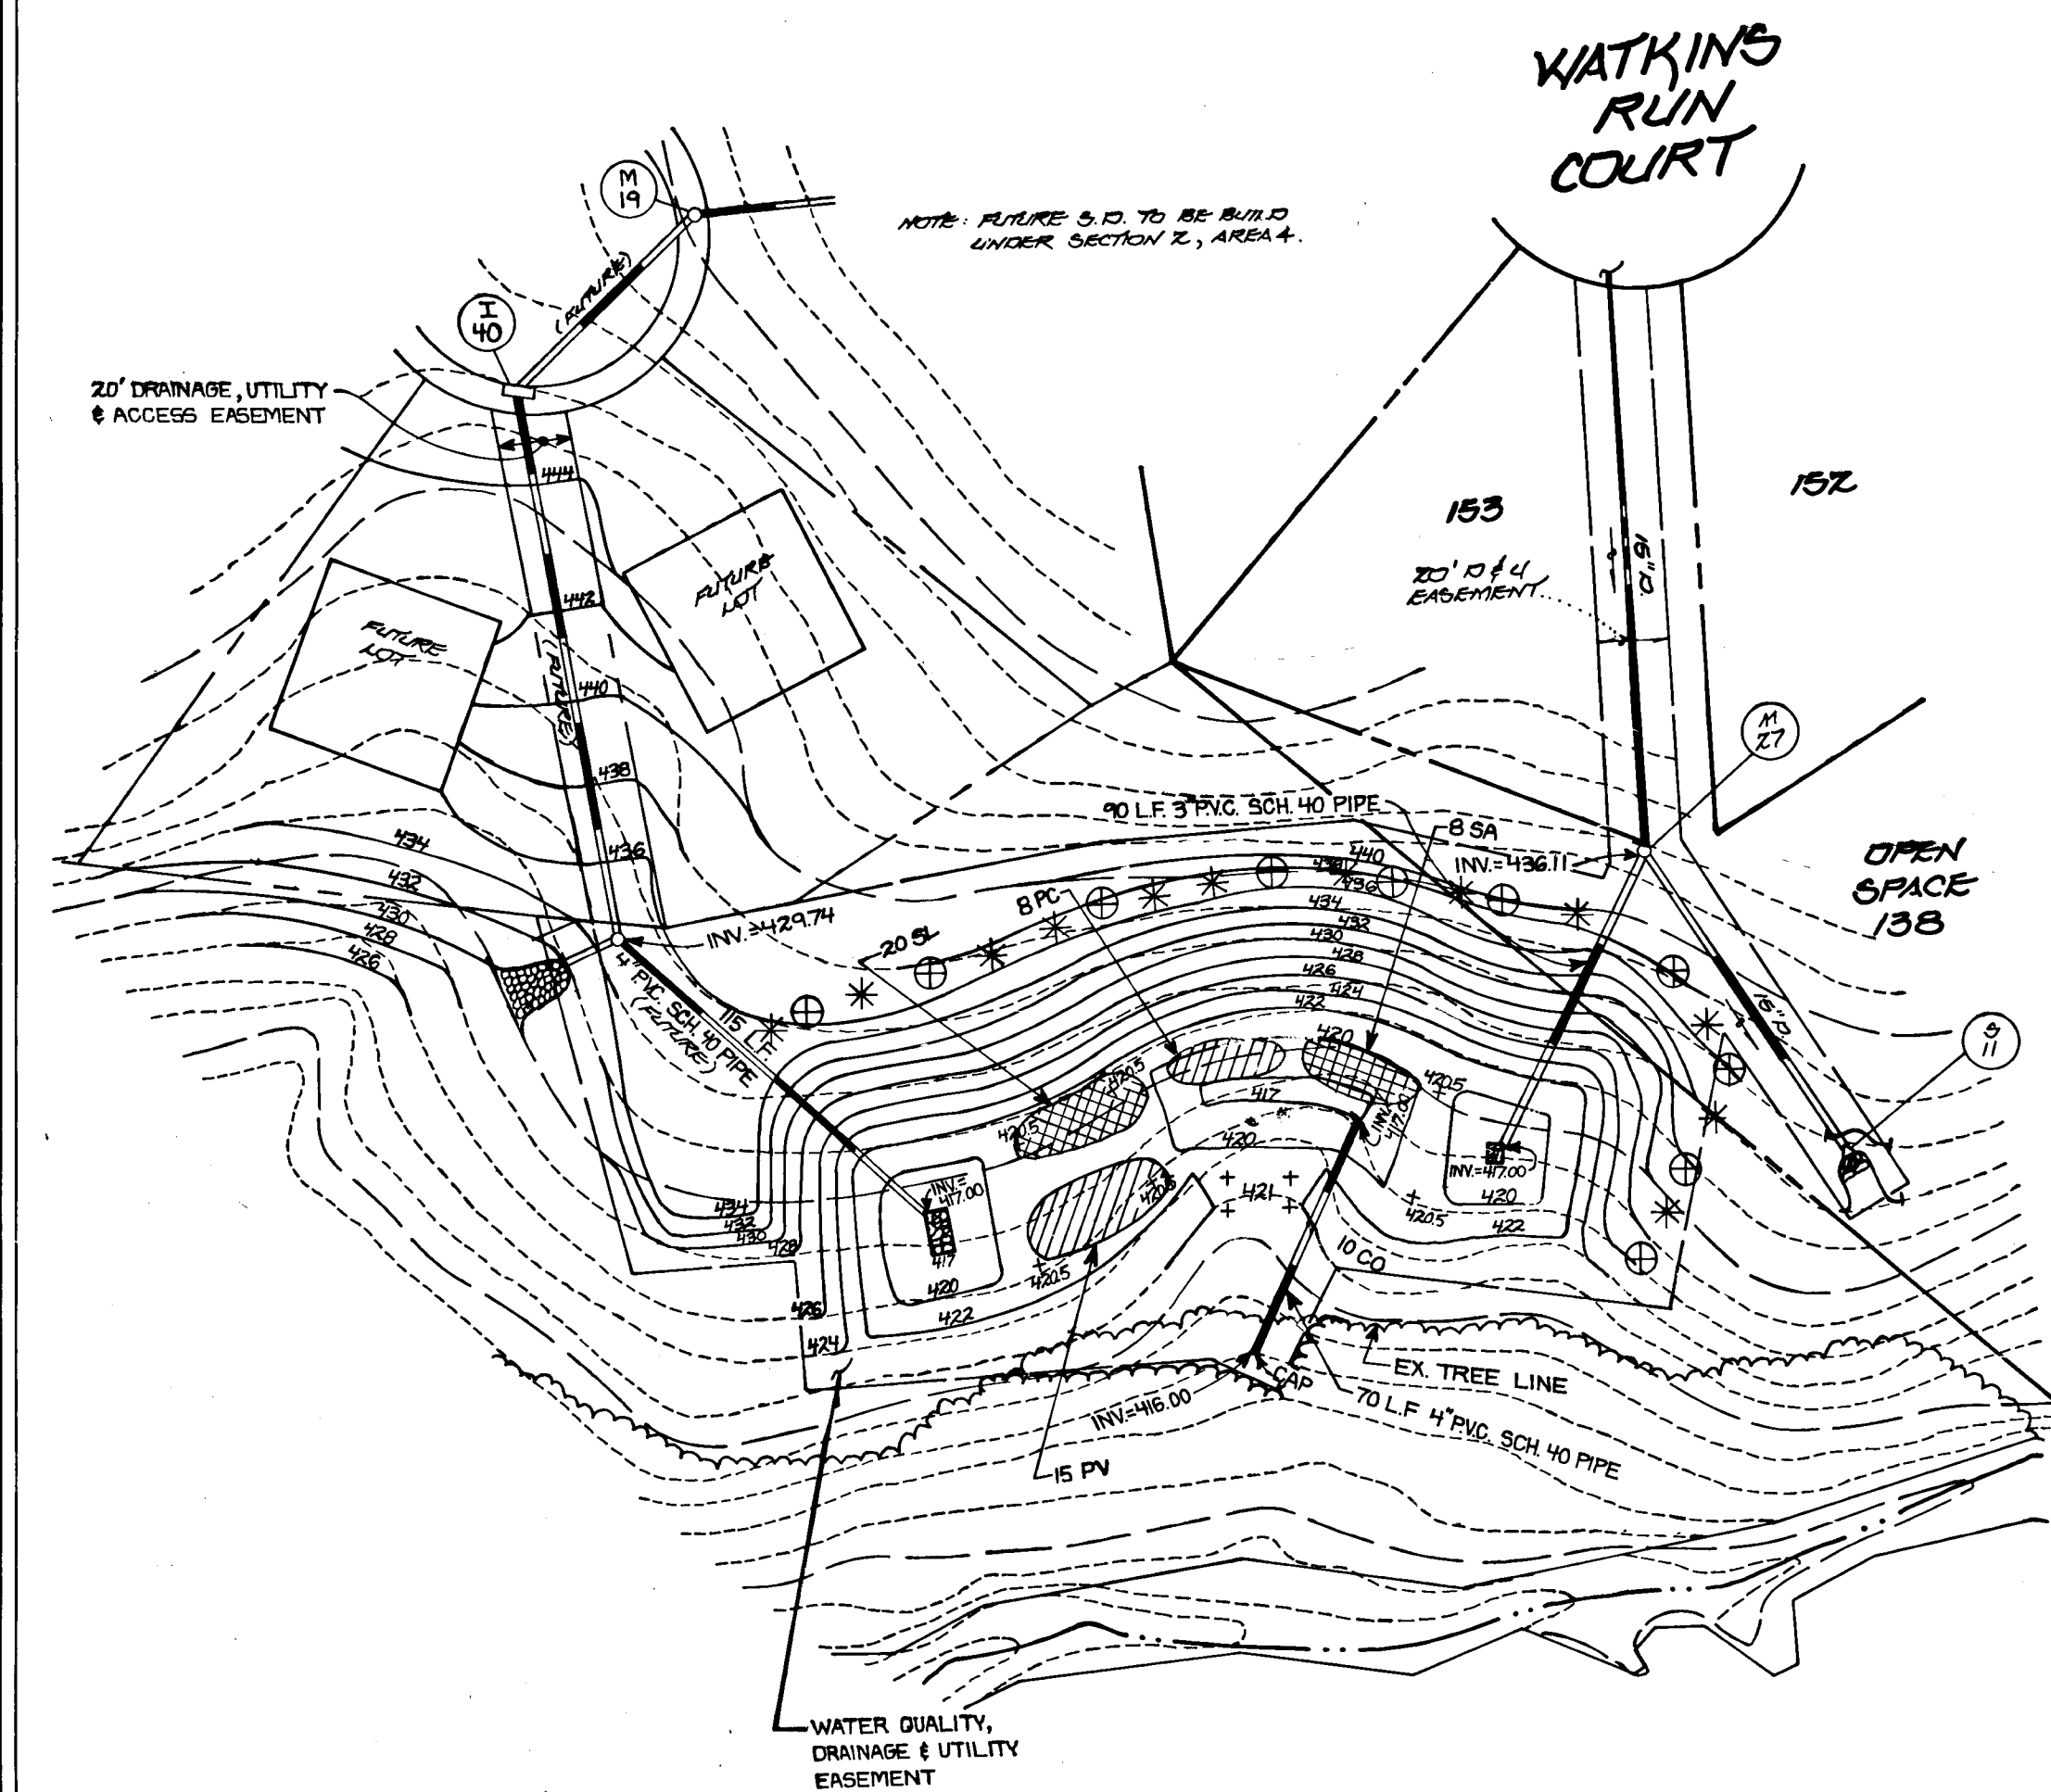 WATKINS
RUN
COURT
M
19
NOTE: FUTURE S.D. TO BE BUILD
UNDER SECTION 2, AREA 4.
(FUTURE)
I
40
20' DRAINAGE, UTILITY
& ACCESS EASEMENT
444
153
152
15" D.
20' D & U
EASEMENT
FUTURE
LOT
442
FUTURE
LOT
(FUTURE)
440
M
27
438
90 L.F. 3" P.V.C. SCH. 40 PIPE
8 SA
434
436
440
438
436
INV.=436.11
OPEN
SPACE
138
432
8 PC
434
430
INV.=429.74
432
428
20 SL
430
426
428
4" P.V.C. SCH. 40 PIPE
(FUTURE)
115 L.F.
426
424
422
15" D
S
11
420
420.5
420.5
417
INV.=
417.00
420.5
420
INV.=417.00
INV.=
417.00
420.5
421
420
420.5
422
434
432
430
428
417
420
420.5
10 CO
426
422
424
CAP
EX. TREE LINE
INV.=416.00
70 L.F. 4" P.V.C. SCH. 40 PIPE
15 PV
WATER QUALITY,
DRAINAGE & UTILITY
EASEMENT